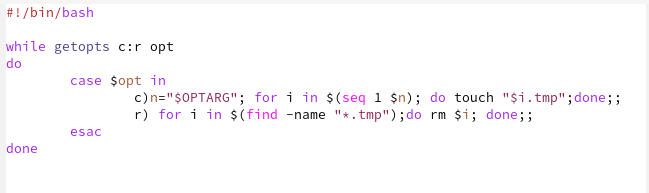 #!/bin/bash
while getopts c:r opt
do
case $opt in
c)n="$OPTARG"; for i in $(seq 1 $n); do touch "$i.tmp";done;;
r) for i in $(find -name "*.tmp");do rm $i; done;;
esac
done